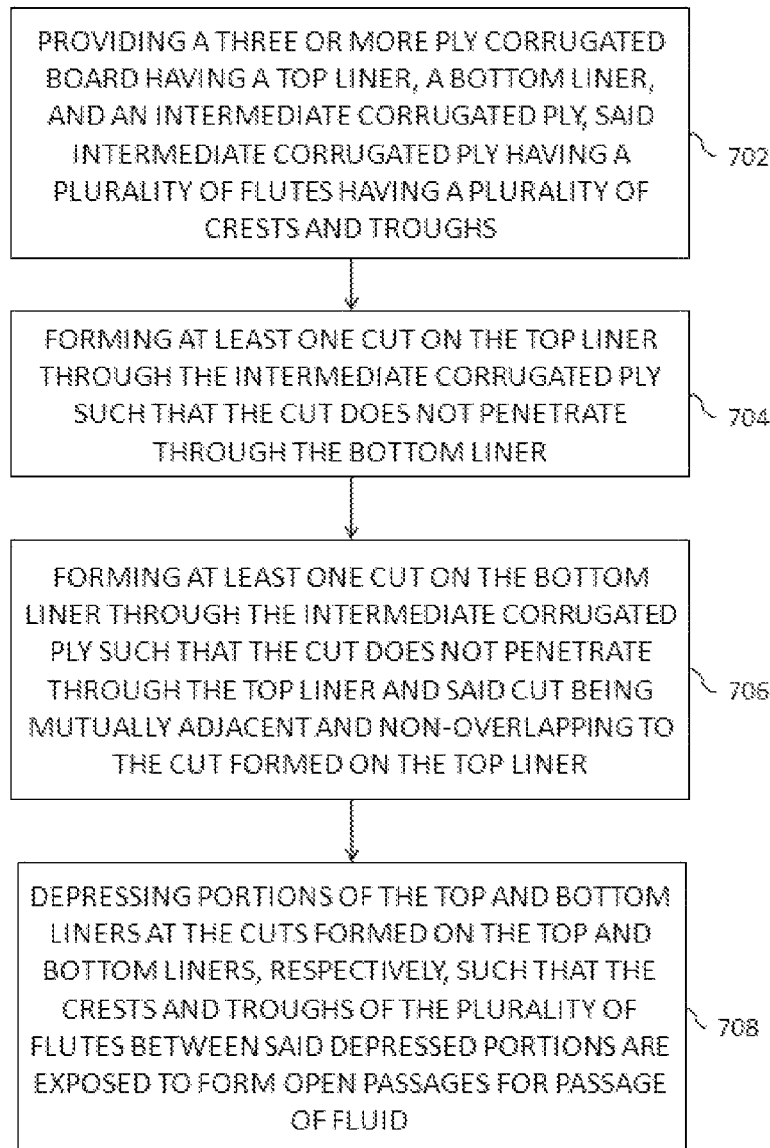 PROVIDING A THREE OR MORE PLY CORRUGATED
BOARD HAVING A TOP LINER, A BOTTOM LINER,
AND AN INTERMEDIATE CORRUGATED PLY, SAID
INTERMEDIATE CORRUGATED PLY HAVING A
PLURALITY OF FLUTES HAVING A PLURALITY OF
CRESTS AND TROUGHS
702
FORMING AT LEAST ONE CUT ON THE TOP LINER
THROUGH THE INTERMEDIATE CORRUGATED PLY
SUCH THAT THE CUT DOES NOT PENETRATE
THROUGH THE BOTTOM LINER
704
FORMING AT LEAST ONE CUT ON THE BOTTOM
LINER THROUGH THE INTERMEDIATE CORRUGATED
PLY SUCH THAT THE CUT DOES NOT PENETRATE
THROUGH THE TOP LINER AND SAID CUT BEING
MUTUALLY ADJACENT AND NON-OVERLAPPING TO
THE CUT FORMED ON THE TOP LINER
706
DEPRESSING PORTIONS OF THE TOP AND BOTTOM
LINERS AT THE CUTS FORMED ON THE TOP AND
BOTTOM LINERS, RESPECTIVELY, SUCH THAT THE
CRESTS AND TROUGHS OF THE PLURALITY OF
FLUTES BETWEEN SAID DEPRESSED PORTIONS ARE
EXPOSED TO FORM OPEN PASSAGES FOR PASSAGE
OF FLUID
708